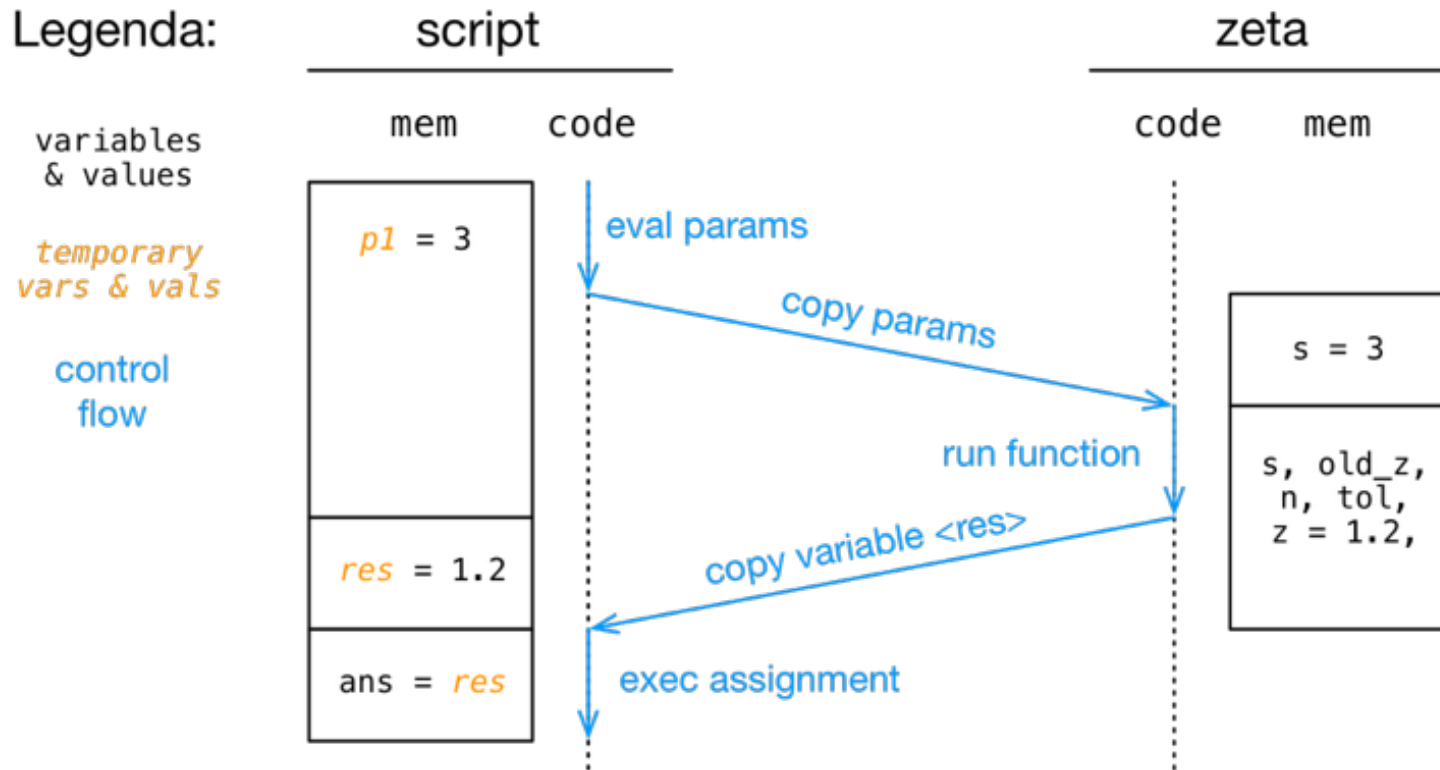 Legenda:
script
zeta
mem
code
code
mem
variables
& values
temporary
vars & vals
control
flow
p1 = 3
eval params
copy params
s = 3
run function
s, old_z,
n, tol,
z = 1.2,
copy variable <res>
res = 1.2
ans = res
exec assignment